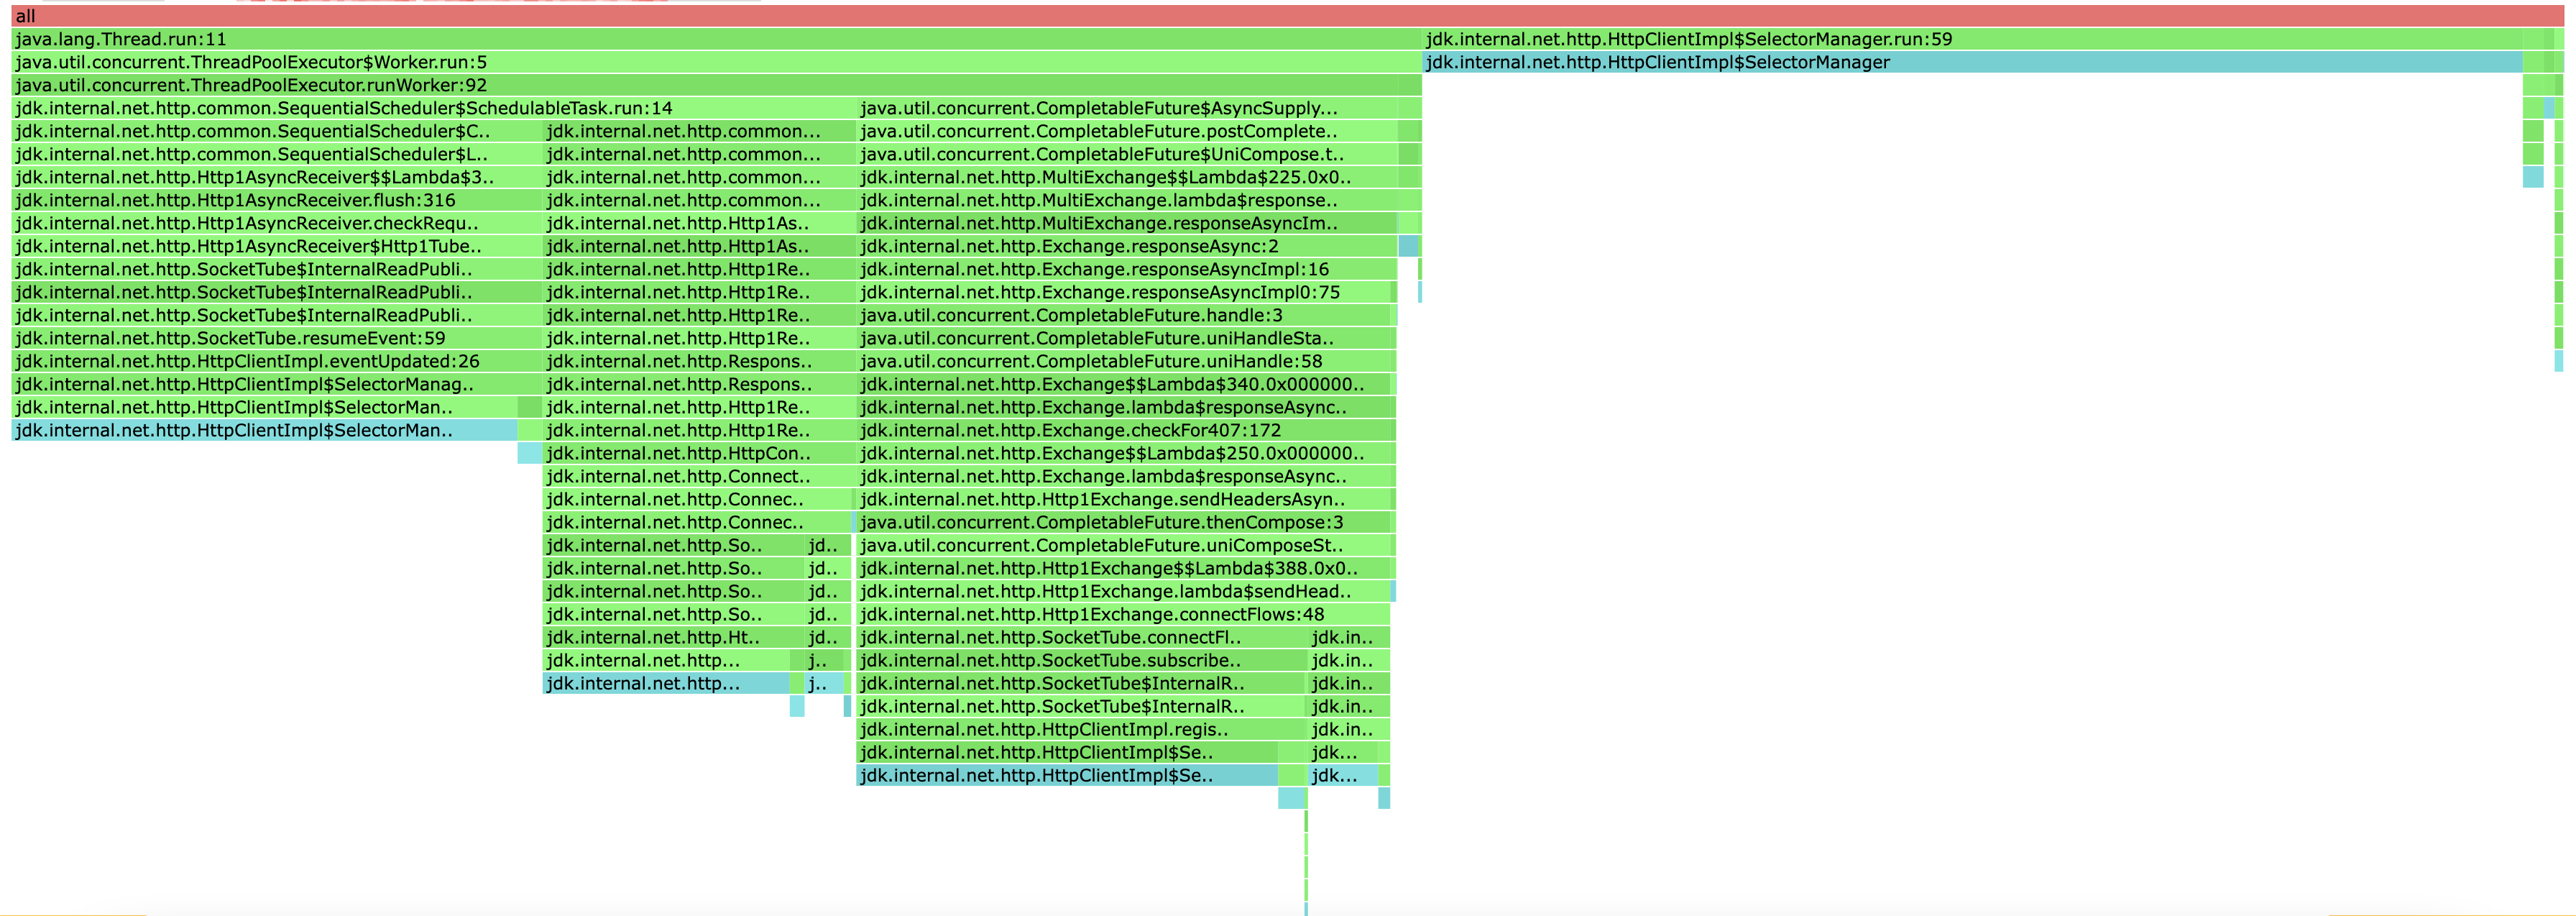 all
java.lang.Thread.run:11 jdk.internal.net.http.HttpClientImpl$SelectorManager.run:59
java.util.concurrent.ThreadPoolExecutor$Worker.run:5 jdk.internal.net.http.HttpClientImpl$SelectorManager
java.util.concurrent.ThreadPoolExecutor.runWorker:92
jdk.internal.net.http.common.SequentialScheduler$SchedulableTask.run:14 java.util.concurrent.CompletableFuture$AsyncSupply...
jdk.internal.net.http.common.SequentialScheduler$C.. jdk.internal.net.http.common... java.util.concurrent.CompletableFuture.postComplete..
jdk.internal.net.http.common.SequentialScheduler$L.. jdk.internal.net.http.common... java.util.concurrent.CompletableFuture$UniCompose.t..
jdk.internal.net.http.Http1AsyncReceiver$$Lambda$3.. jdk.internal.net.http.common... jdk.internal.net.http.MultiExchange$$Lambda$225.0x0..
jdk.internal.net.http.Http1AsyncReceiver.flush:316 jdk.internal.net.http.common... jdk.internal.net.http.MultiExchange.lambda$response..
jdk.internal.net.http.Http1AsyncReceiver.checkRequ.. jdk.internal.net.http.Http1As.. jdk.internal.net.http.MultiExchange.responseAsyncIm..
jdk.internal.net.http.Http1AsyncReceiver$Http1Tube.. jdk.internal.net.http.Http1As.. jdk.internal.net.http.Exchange.responseAsync:2
jdk.internal.net.http.SocketTube$InternalReadPubli.. jdk.internal.net.http.Http1Re.. jdk.internal.net.http.Exchange.responseAsyncImpl:16
jdk.internal.net.http.SocketTube$InternalReadPubli.. jdk.internal.net.http.Http1Re.. jdk.internal.net.http.Exchange.responseAsyncImpl0:75
jdk.internal.net.http.SocketTube$InternalReadPubli.. jdk.internal.net.http.Http1Re.. java.util.concurrent.CompletableFuture.handle:3
jdk.internal.net.http.SocketTube.resumeEvent:59 jdk.internal.net.http.Http1Re.. java.util.concurrent.CompletableFuture.uniHandleSta..
jdk.internal.net.http.HttpClientImpl.eventUpdated:26 jdk.internal.net.http.Respons.. java.util.concurrent.CompletableFuture.uniHandle:58
jdk.internal.net.http.HttpClientImpl$SelectorManag.. jdk.internal.net.http.Respons.. jdk.internal.net.http.Exchange$$Lambda$340.0x000000..
jdk.internal.net.http.HttpClientImpl$SelectorMan.. jdk.internal.net.http.Http1Re.. jdk.internal.net.http.Exchange.lambda$responseAsync..
jdk.internal.net.http.HttpClientImpl$SelectorMan.. jdk.internal.net.http.Http1Re.. jdk.internal.net.http.Exchange.checkFor407:172
jdk.internal.net.http.HttpCon.. jdk.internal.net.http.Exchange$$Lambda$250.0x000000..
jdk.internal.net.http.Connect.. jdk.internal.net.http.Exchange.lambda$responseAsync..
jdk.internal.net.http.Connec.. jdk.internal.net.http.Http1Exchange.sendHeadersAsyn..
jdk.internal.net.http.Connec.. java.util.concurrent.CompletableFuture.thenCompose:3
jdk.internal.net.http.So.. jd.. java.util.concurrent.CompletableFuture.uniComposeSt..
jdk.internal.net.http.So.. jd.. jdk.internal.net.http.Http1Exchange$$Lambda$388.0x0..
jdk.internal.net.http.So.. jd.. jdk.internal.net.http.Http1Exchange.lambda$sendHead..
jdk.internal.net.http.So.. jd.. jdk.internal.net.http.Http1Exchange.connectFlows:48
jdk.internal.net.http.Ht.. jd.. jdk.internal.net.http.SocketTube.connectFl.. jdk.in..
jdk.internal.net.http... j.. jdk.internal.net.http.SocketTube.subscribe.. jdk.in..
jdk.internal.net.http... j.. jdk.internal.net.http.SocketTube$InternalR.. jdk.in..
jdk.internal.net.http.SocketTube$InternalR.. jdk.in..
jdk.internal.net.http.HttpClientImpl.regis.. jdk.in..
jdk.internal.net.http.HttpClientImpl$Se.. jdk...
jdk.internal.net.http.HttpClientImpl$Se.. jdk...